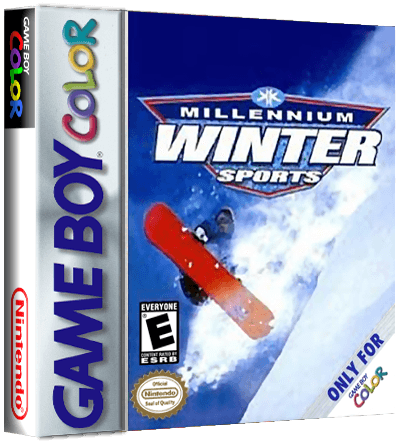 GAME BOY
COLOR
Nintendo
GAME BOY COLOR
MILLENNIUM
WINTER
SPORTS
EVERYONE
E
CONTENT RATED BY
ESRB
Official
Nintendo
Seal of Quality
ONLY FOR
GAME BOY
COLOR